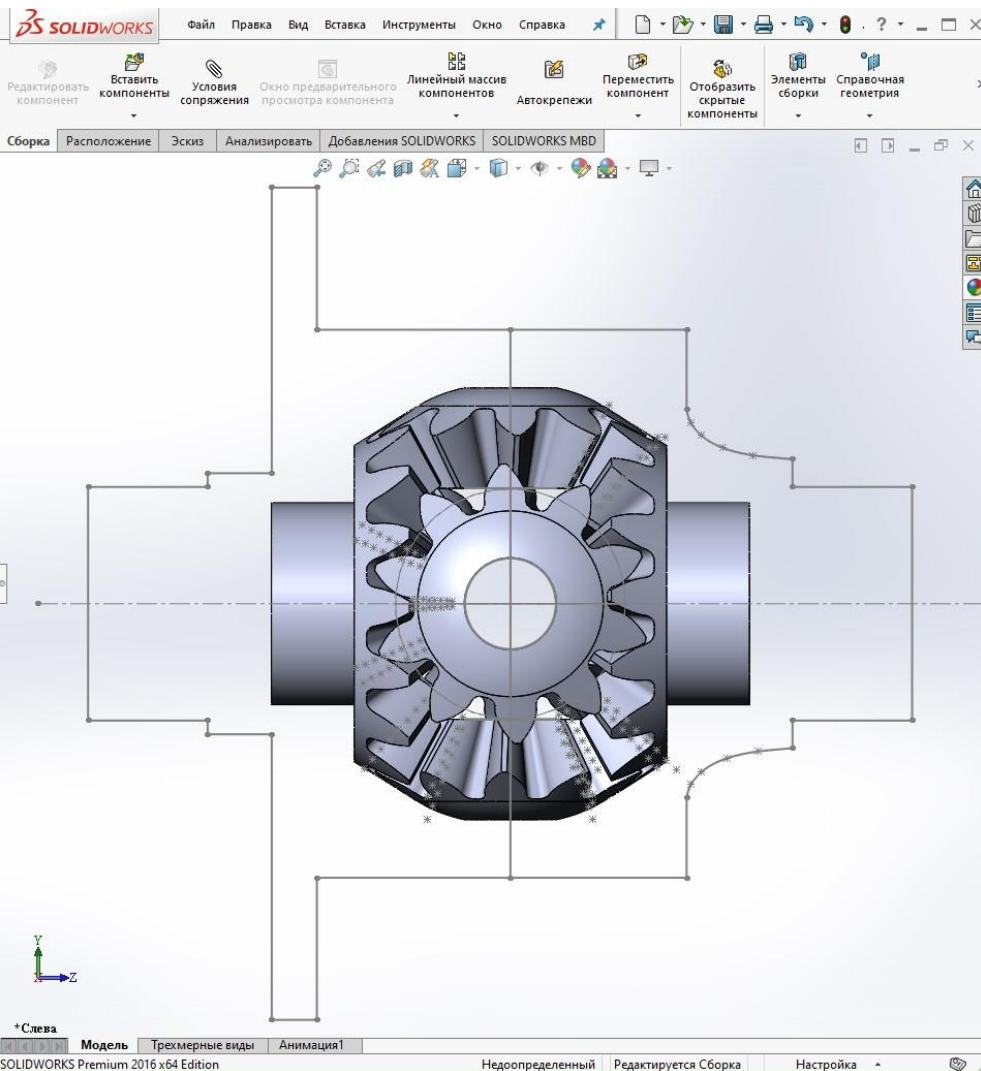 SOLIDWORKS Файл Правка Вид Вставка Инструменты Окно Справка ?
Редактировать компонент
Вставить компоненты
Условия сопряжения
Окно предварительного просмотра компонента
Линейный массив компонентов
Автокрепежи
Переместить компонент
Отобразить скрытые компоненты
Элементы сборки
Справочная геометрия
Сборка Расположение Эскиз Анализировать Добавления SOLIDWORKS SOLIDWORKS MBD
Y
X Z
*Слева
Модель Трехмерные виды Анимация1
SOLIDWORKS Premium 2016 x64 Edition Недоопределенный Редактируется Сборка Настройка